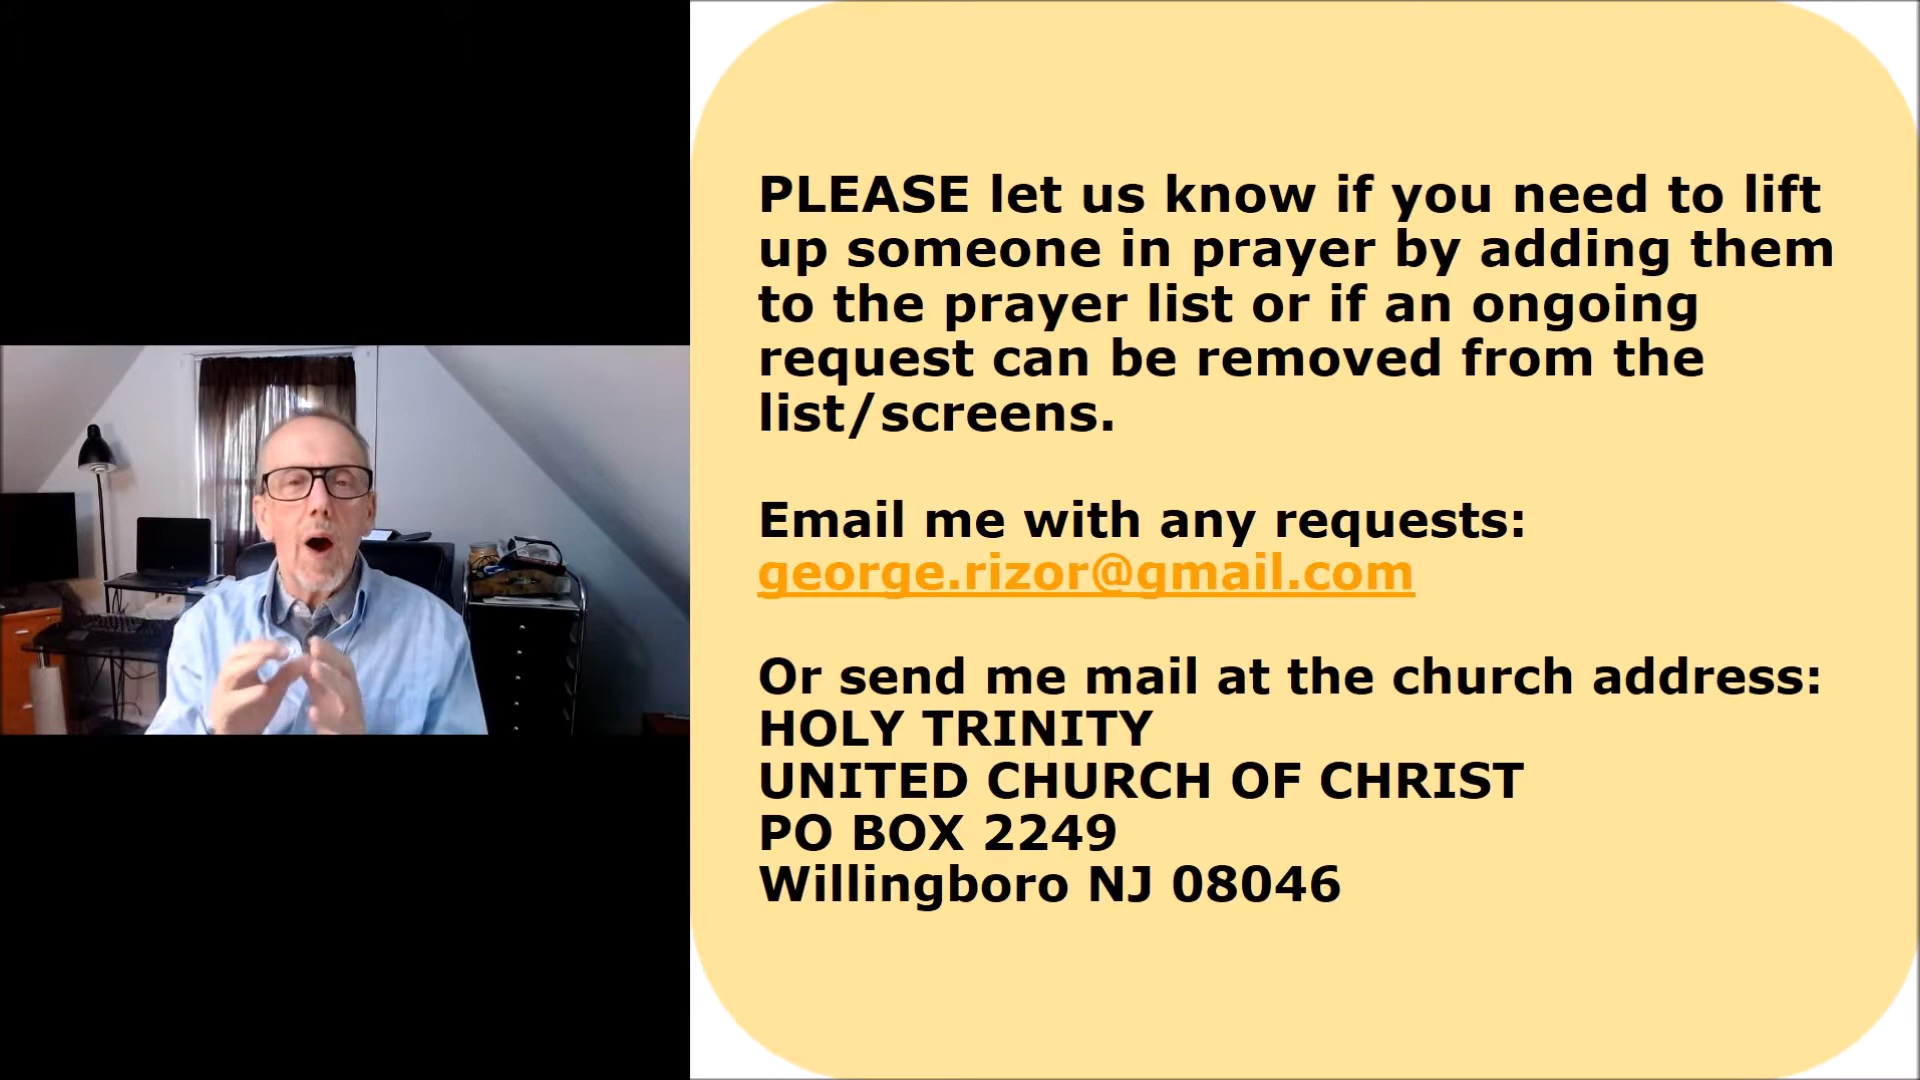 PLEASE let us know if you need to lift
up someone in prayer by adding them
to the prayer list or if an ongoing
request can be removed from the
list/screens.
Email me with any requests:
george.rizor@gmail.com
Or send me mail at the church address:
HOLY TRINITY
UNITED CHURCH OF CHRIST
PO BOX 2249
Willingboro NJ 08046